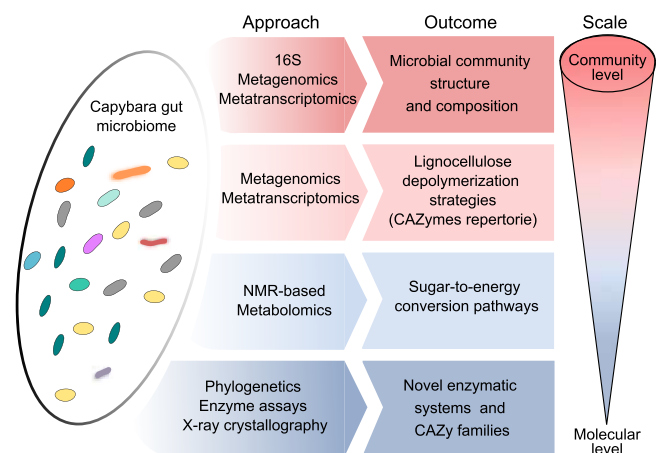 Approach
Outcome
Scale
Capybara gut
microbiome
16S
Metagenomics
Metatranscriptomics
Microbial community
structure
and composition
Community
level
Metagenomics
Metatranscriptomics
Lignocellulose
depolymerization
strategies
(CAZymes repertorie)
NMR-based
Metabolomics
Sugar-to-energy
conversion pathways
Phylogenetics
Enzyme assays
X-ray crystallography
Novel enzymatic
systems and
CAZy families
Molecular
level